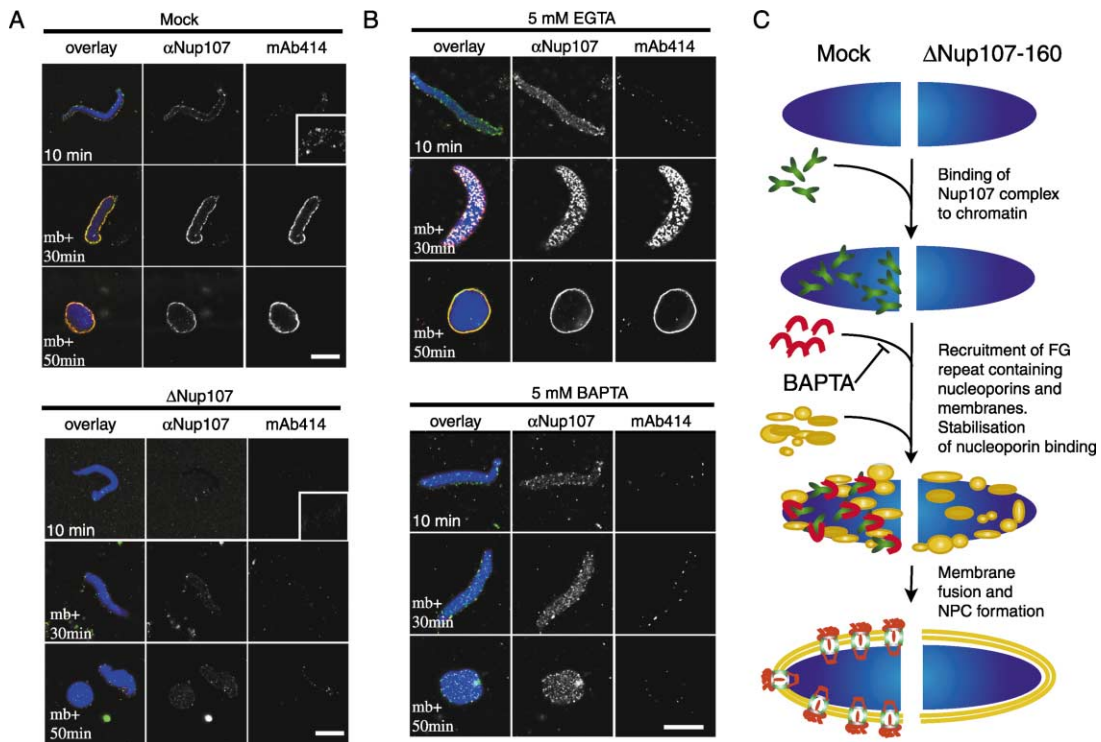 A
Mock
overlay αNup107 mAb414
10 min
mb+
30min
mb+
50min
ΔNup107
overlay αNup107 mAb414
10 min
mb+
30min
mb+
50min
B
5 mM EGTA
overlay αNup107 mAb414
10 min
mb+
30min
mb+
50min
5 mM BAPTA
overlay αNup107 mAb414
10 min
mb+
30min
mb+
50min
C
Mock ΔNup107-160
Binding of
Nup107 complex
to chromatin
BAPTA
Recruitment of FG
repeat containing
nucleoporins and
membranes.
Stabilisation
of nucleoporin binding
Membrane
fusion and
NPC formation